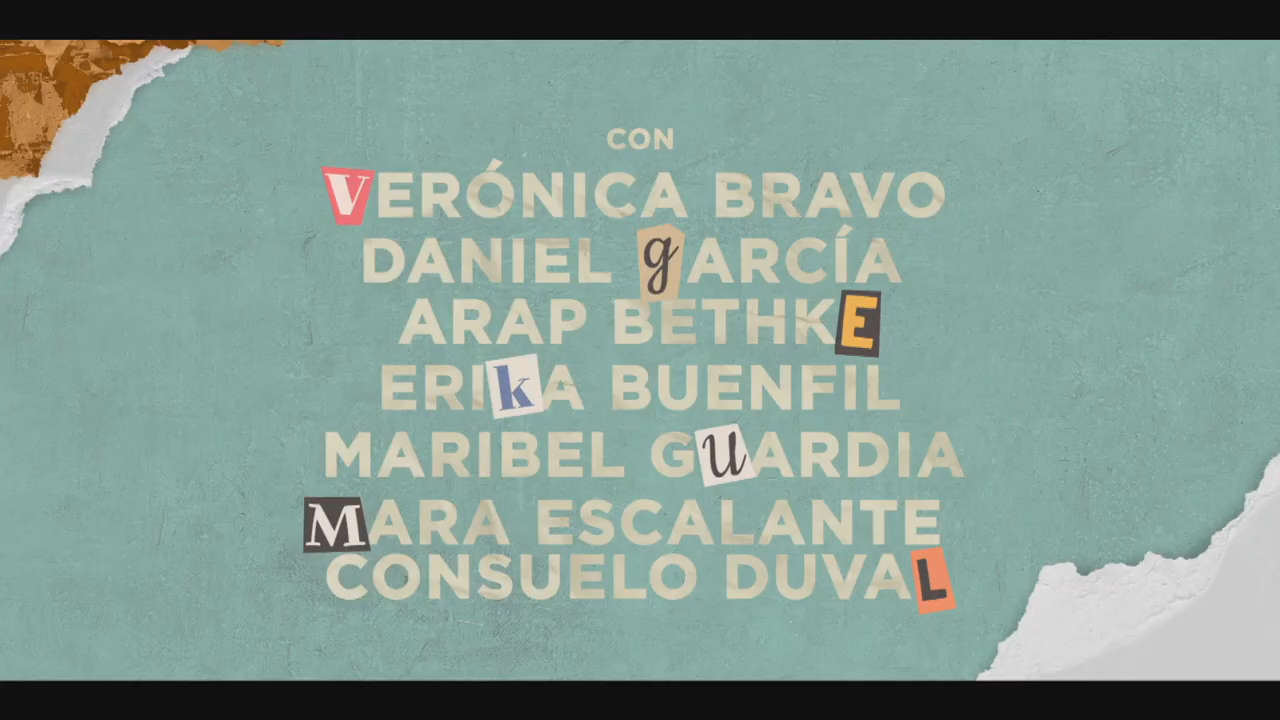 CON
VERÓNICA BRAVO
DANIEL gARCÍA
ARAP BETHKE
ERIkA BUENFIL
MARIBEL GUARDIA
MARA ESCALANTE
CONSUELO DUVAL